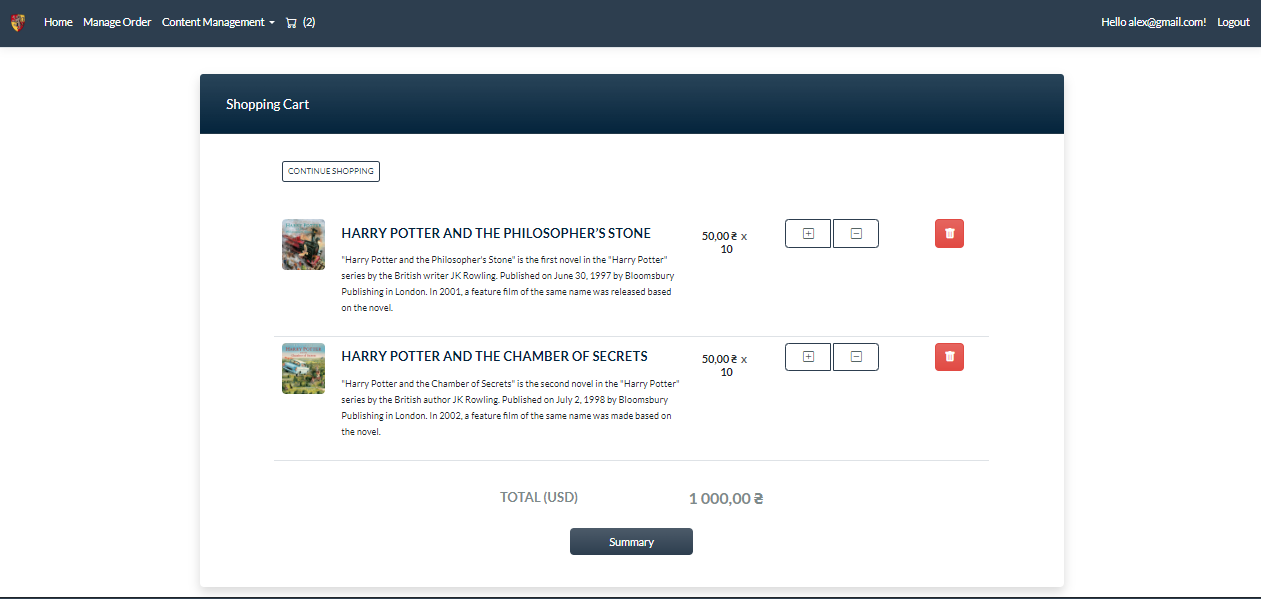 Home Manage Order Content Management (2) Hello alex@gmail.com! Logout
Shopping Cart
CONTINUE SHOPPING
HARRY POTTER AND THE PHILOSOPHER'S STONE
50,00 ₴ x
10
"Harry Potter and the Philosopher's Stone" is the first novel in the "Harry Potter"
series by the British writer JK Rowling. Published on June 30, 1997 by Bloomsbury
Publishing in London. In 2001, a feature film of the same name was released based
on the novel.
HARRY POTTER
HARRY POTTER AND THE CHAMBER OF SECRETS
50,00 ₴ x
10
"Harry Potter and the Chamber of Secrets" is the second novel in the "Harry Potter"
series by the British author JK Rowling. Published on July 2, 1998 by Bloomsbury
Publishing in London. In 2002, a feature film of the same name was made based on
the novel.
TOTAL (USD) 1 000,00 ₴
Summary